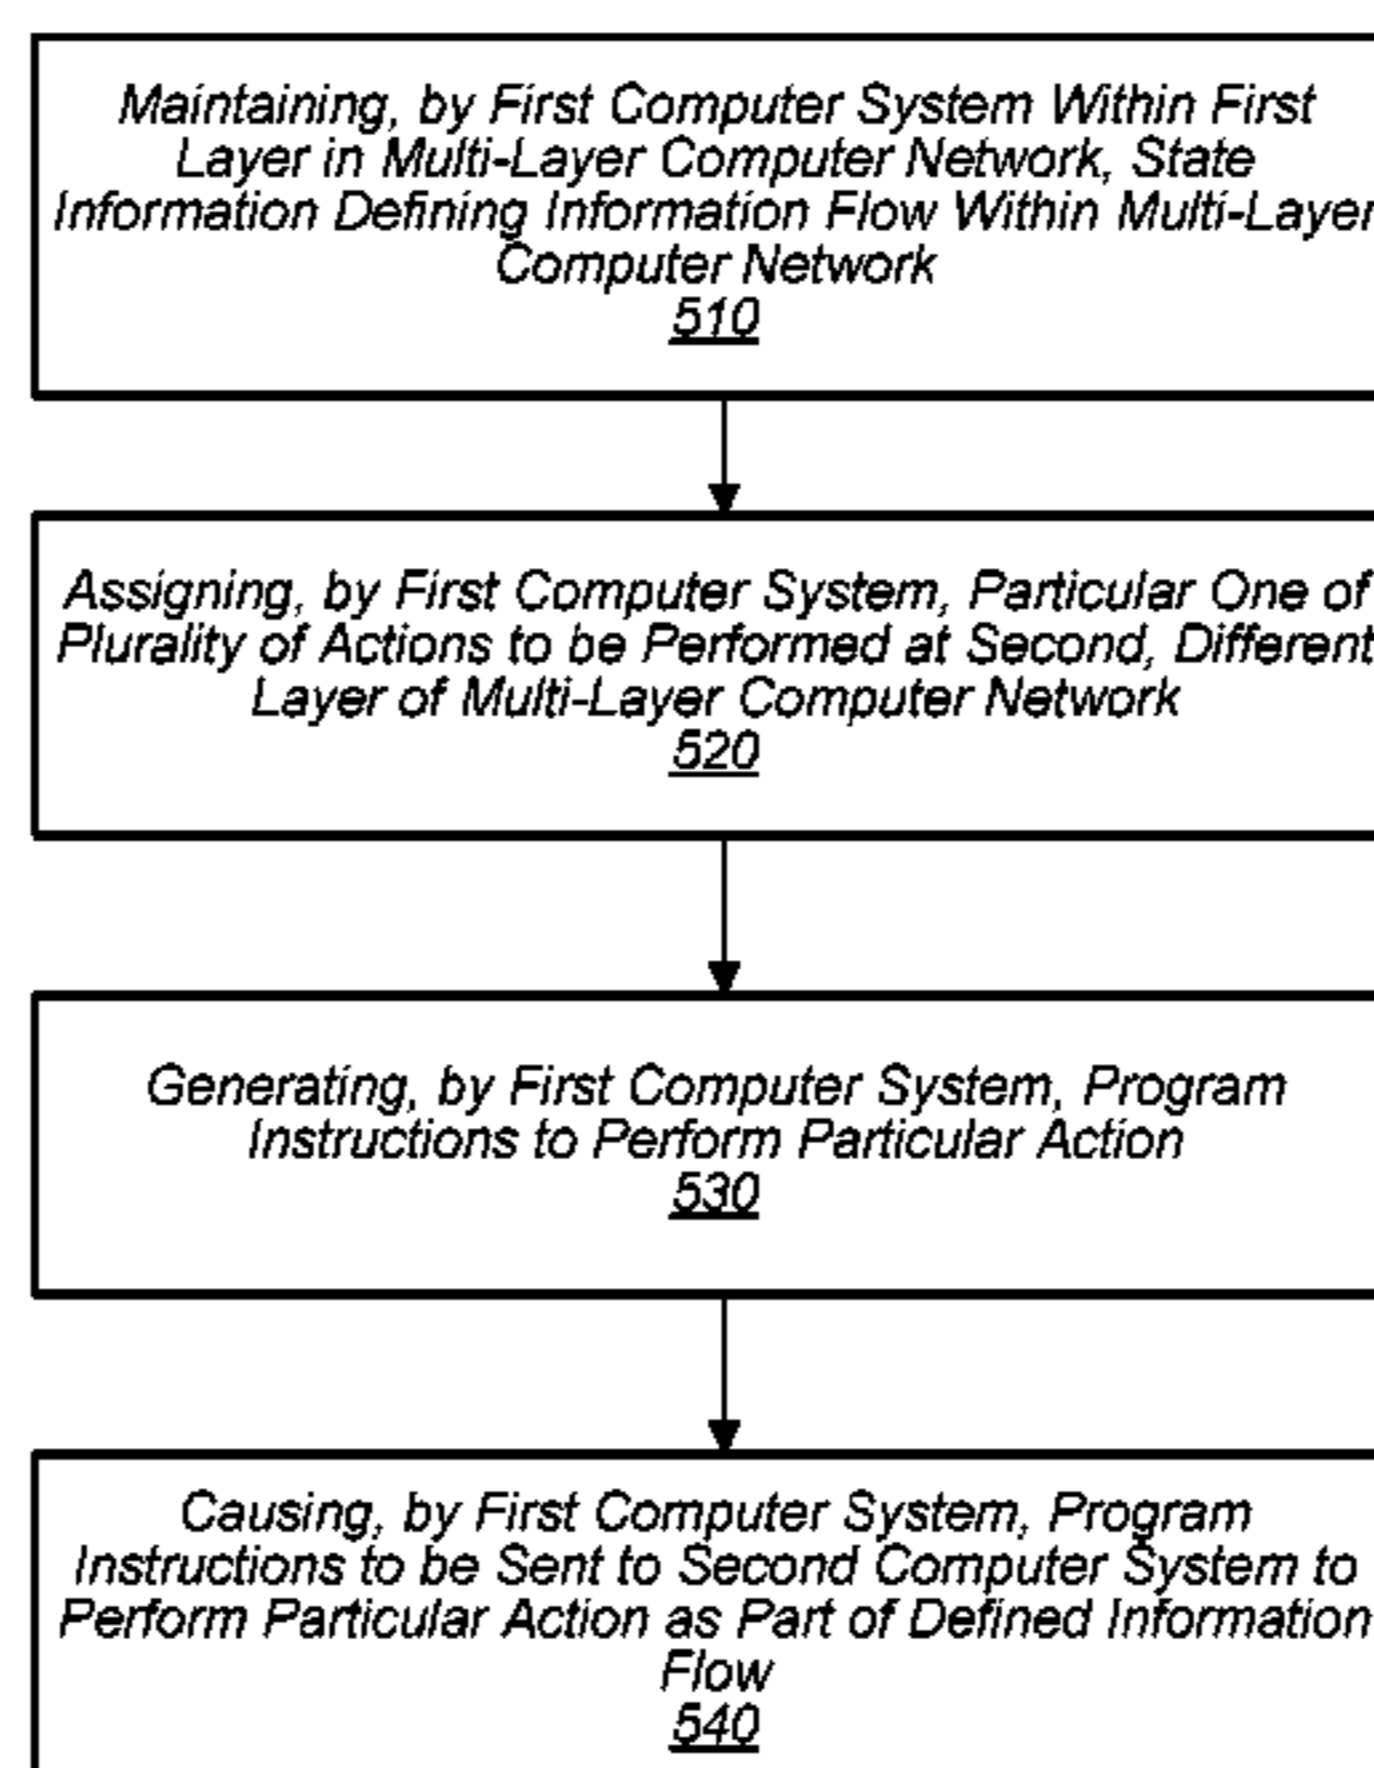 Maintaining, by First Computer System Within First
Layer in Multi-Layer Computer Network, State
Information Defining Information Flow Within Multi-Layer
Computer Network
510
Assigning, by First Computer System, Particular One of
Plurality of Actions to be Performed at Second, Different
Layer of Multi-Layer Computer Network
520
Generating, by First Computer System, Program
Instructions to Perform Particular Action
530
Causing, by First Computer System, Program
Instructions to be Sent to Second Computer System to
Perform Particular Action as Part of Defined Information
Flow
540